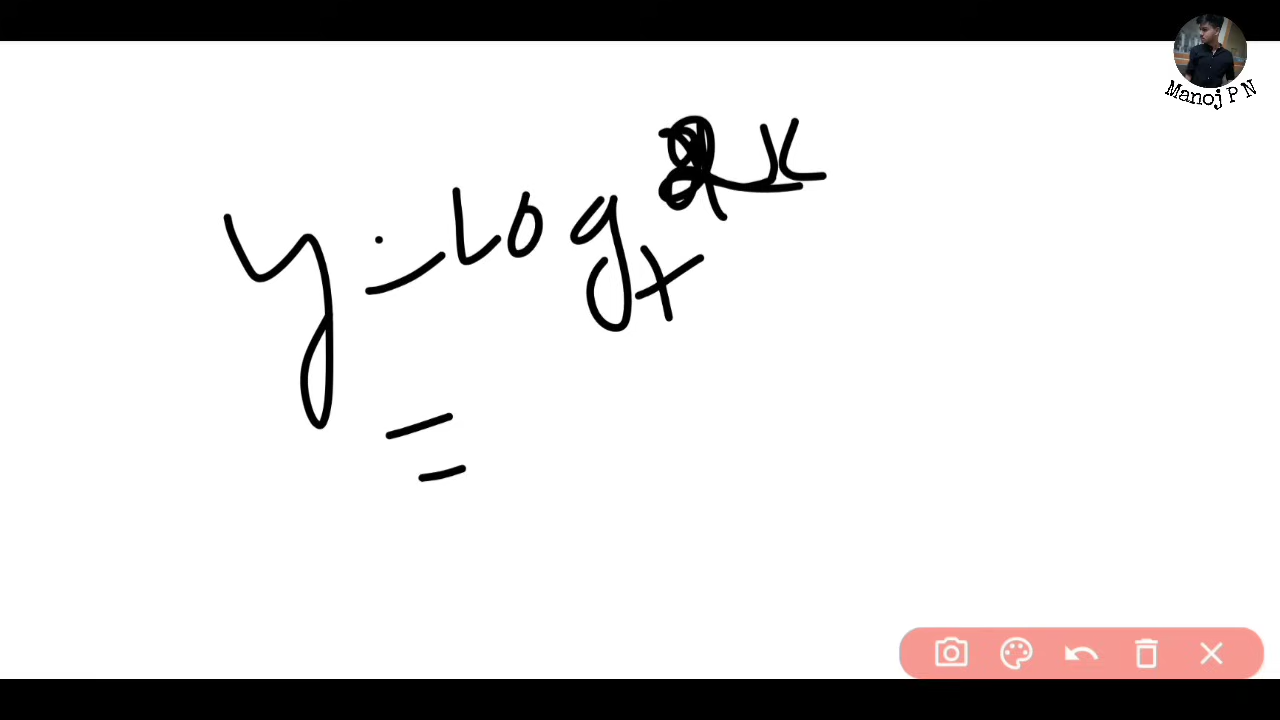 Manoj P N
y = log x x
=